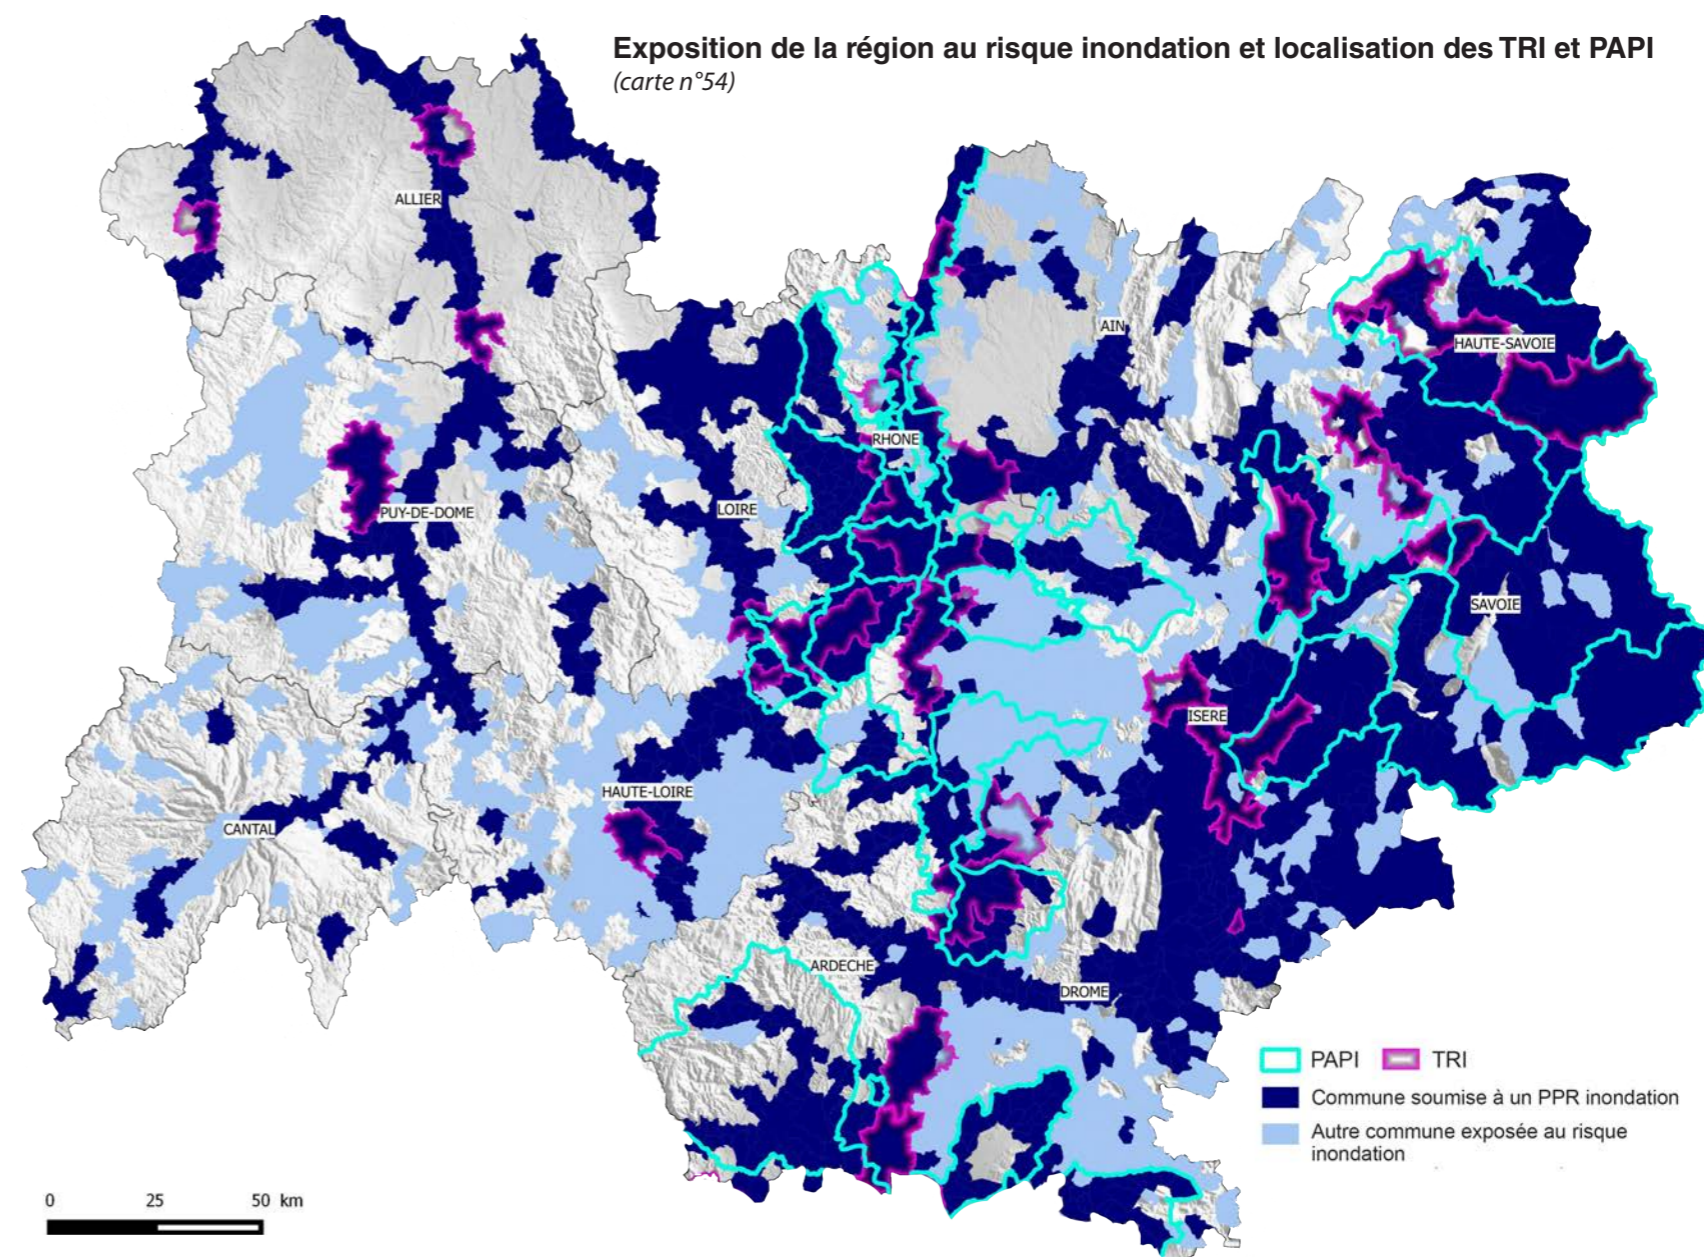 Exposition de la région au risque inondation et localisation des TRI et PAPI
(carte n°54)
ALLIER
AIN
HAUTE-SAVOIE
RHONE
LOIRE
PUY-DE-DOME
SAVOIE
ISERE
HAUTE-LOIRE
CANTAL
ARDECHE
DROME
PAPI TRI
Commune soumise à un PPR inondation
Autre commune exposée au risque
inondation
0 25 50 km